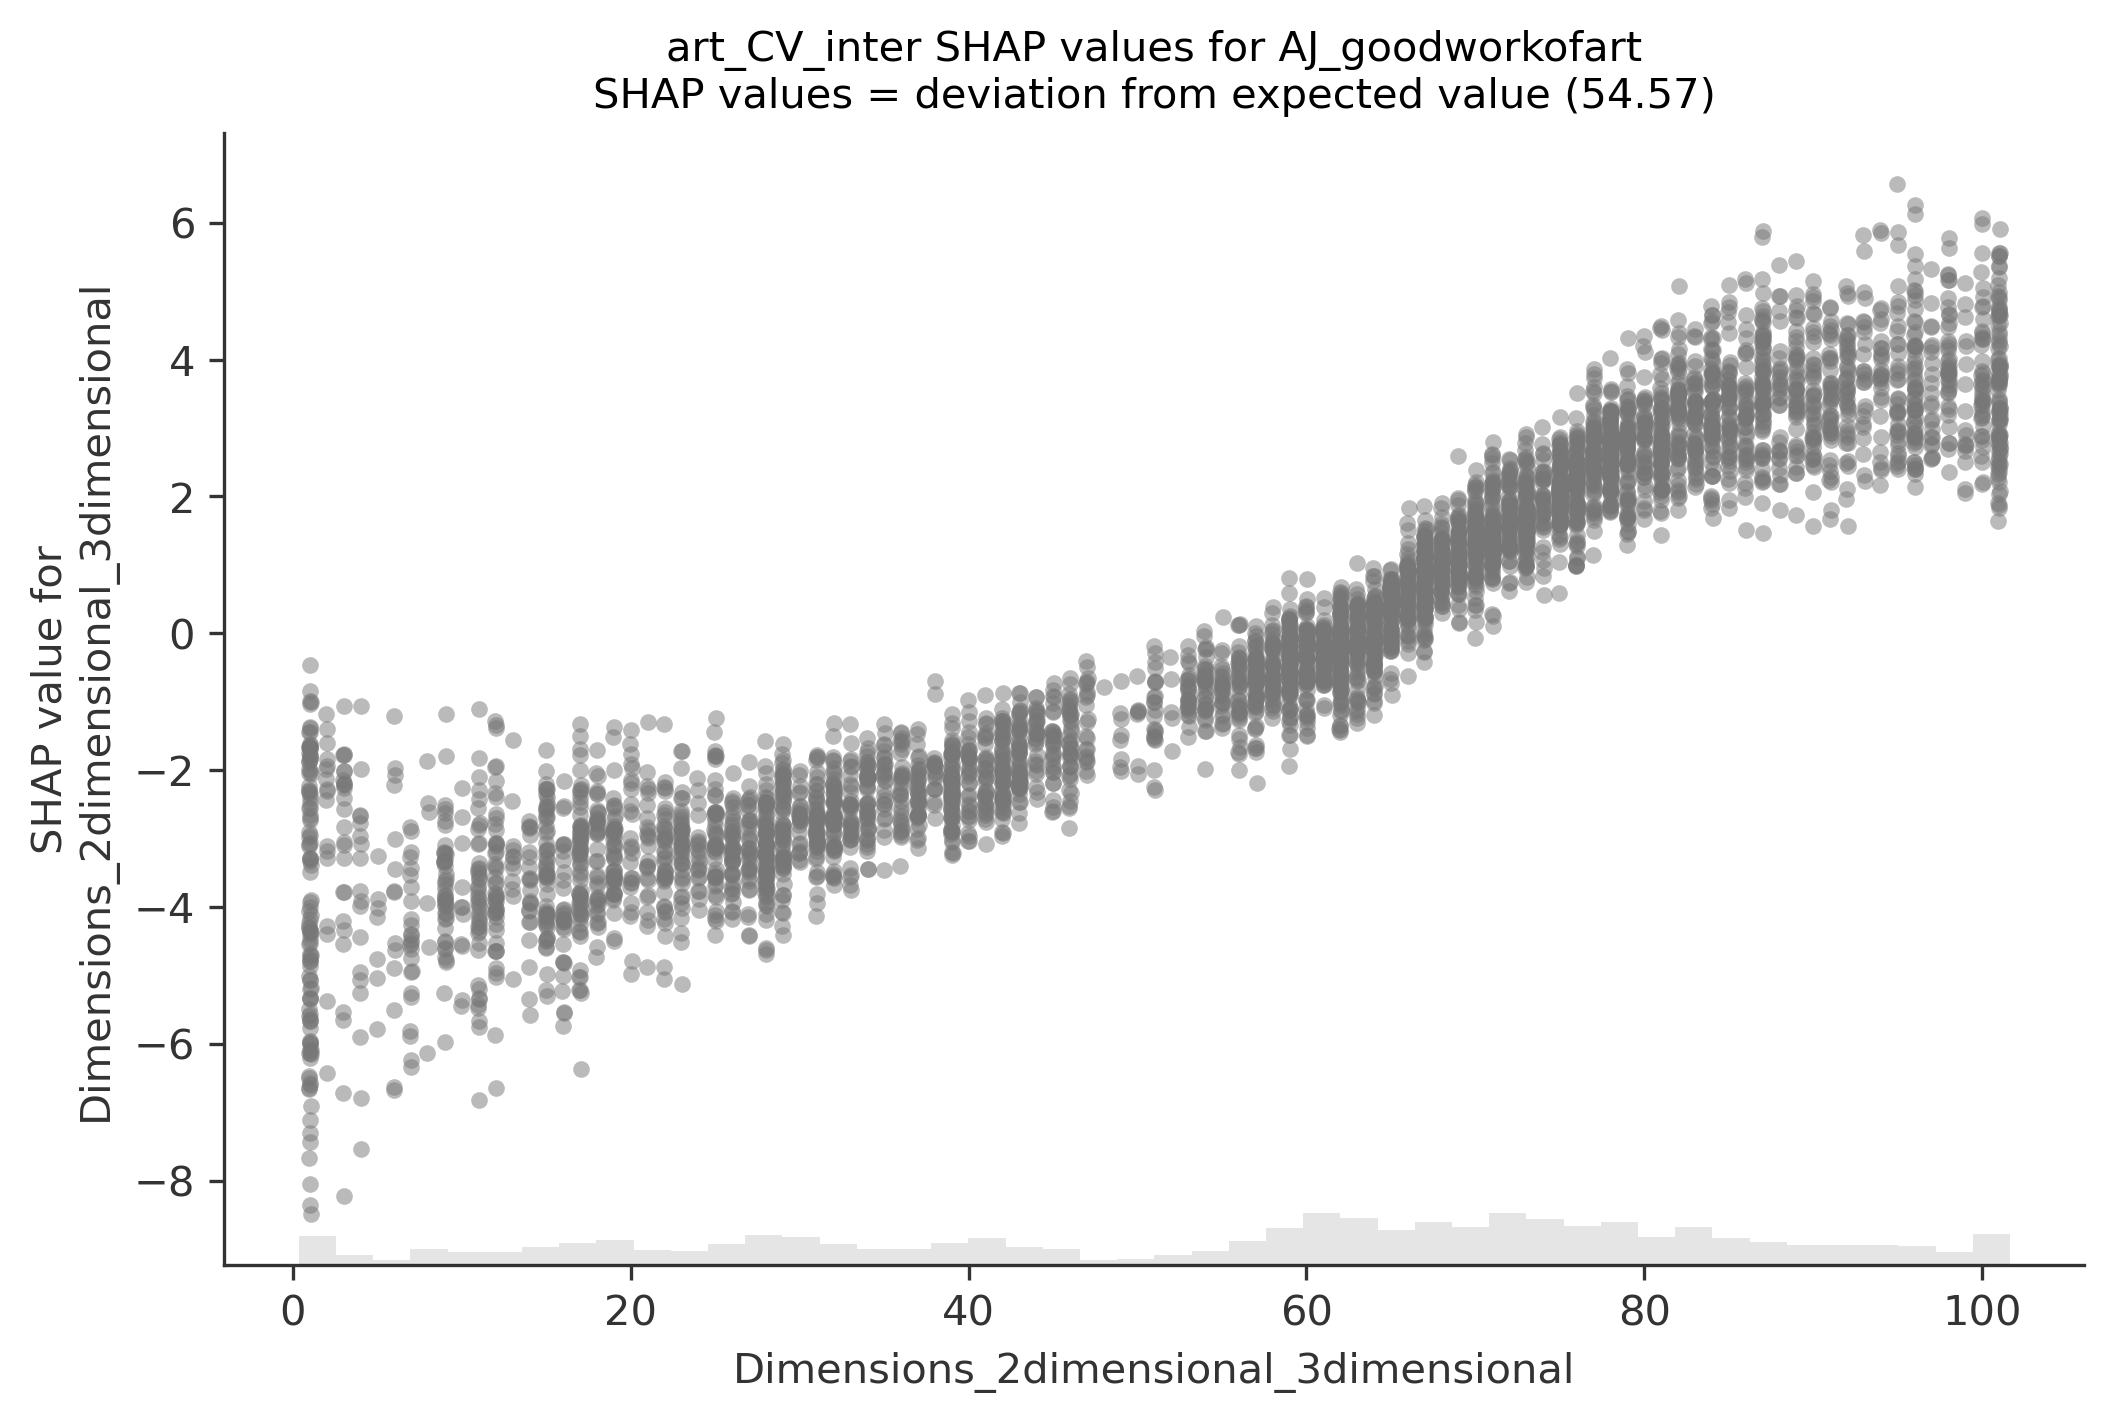 art_CV_inter SHAP values for AJ_goodworkofart
SHAP values = deviation from expected value (54.57)
SHAP value for
Dimensions_2dimensional_3dimensional
6
4
2
0
−2
−4
−6
−8
0 20 40 60 80 100
Dimensions_2dimensional_3dimensional